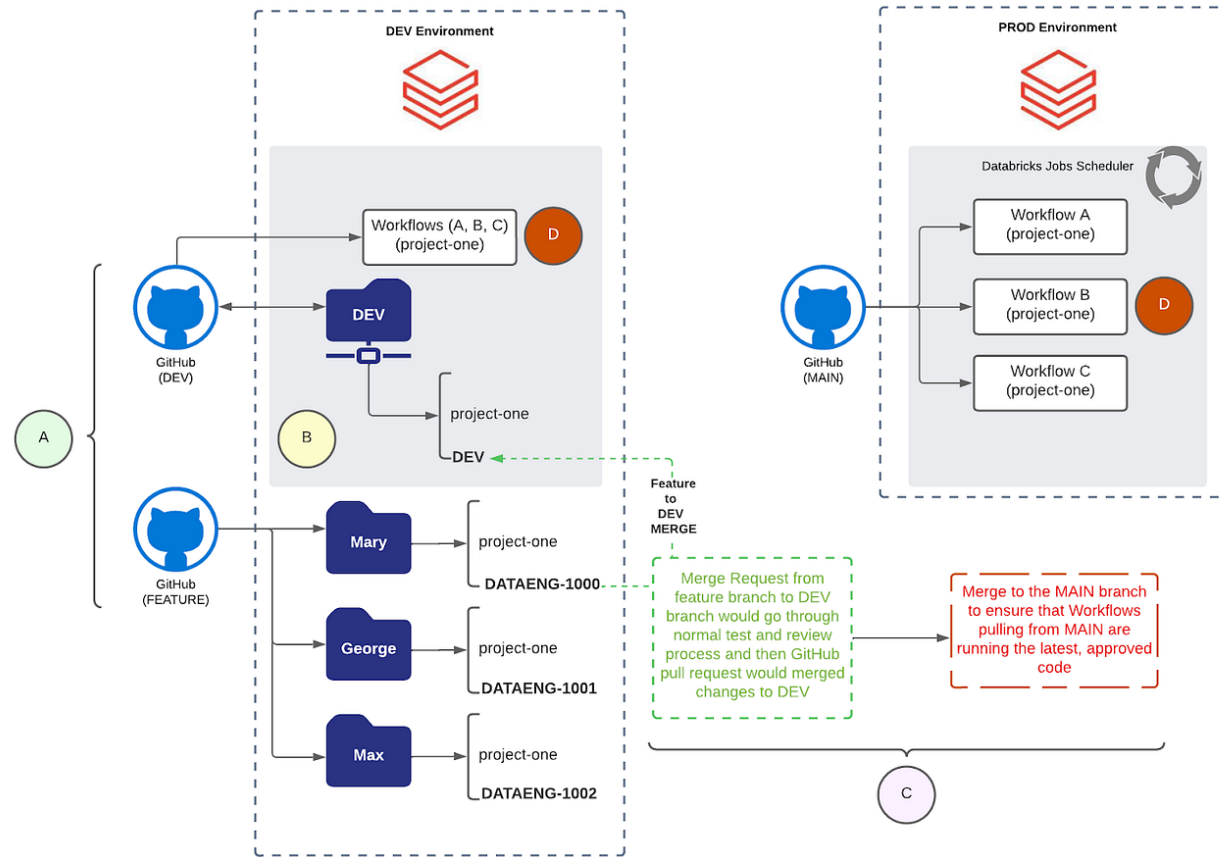 DEV Environment
PROD Environment
Databricks Jobs Scheduler
Workflows (A, B, C)
(project-one)
D
Workflow A
(project-one)
DEV
Workflow B
(project-one)
D
GitHub
(DEV)
GitHub
(MAIN)
Workflow C
(project-one)
project-one
A
B
DEV
Feature
to
DEV
MERGE
Mary
project-one
GitHub
(FEATURE)
DATAENG-1000
Merge Request from
feature branch to DEV
branch would go through
normal test and review
process and then GitHub
pull request would merged
changes to DEV
Merge to the MAIN branch
to ensure that Workflows
pulling from MAIN are
running the latest, approved
code
George
project-one
DATAENG-1001
Max
project-one
DATAENG-1002
C